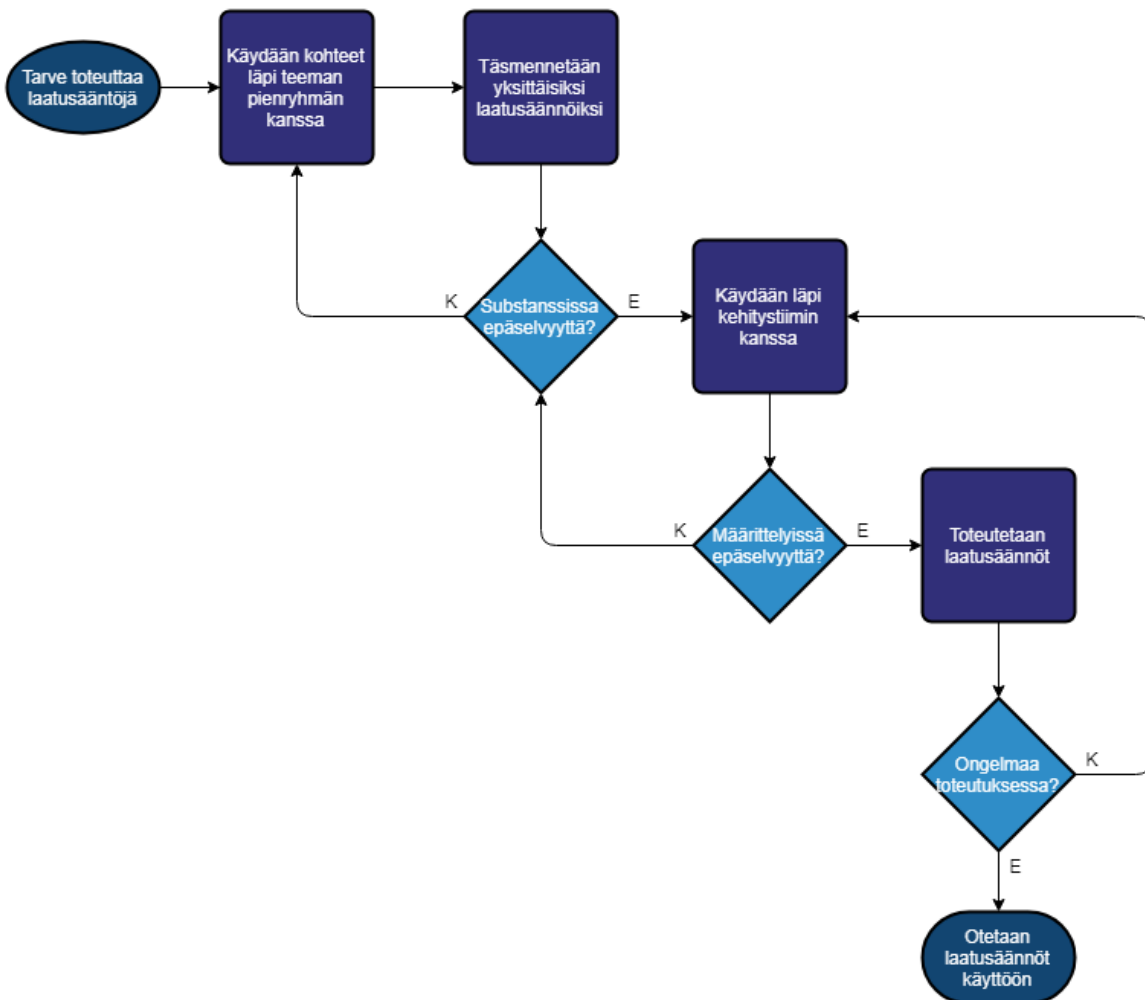 Tarve toteuttaa
laatusääntöjä
Käydään kohteet
läpi teeman
pienryhmän
kanssa
Täsmennetään
yksittäisiksi
laatusäännöiksi
K
Substanssissa
epäselvyyttä?
E
Käydään läpi
kehitystiimin
kanssa
K
Määrittelyissä
epäselvyyttä?
E
Toteutetaan
laatusäännöt
Ongelmaa
toteutuksessa?
K
E
Otetaan
laatusäännöt
käyttöön